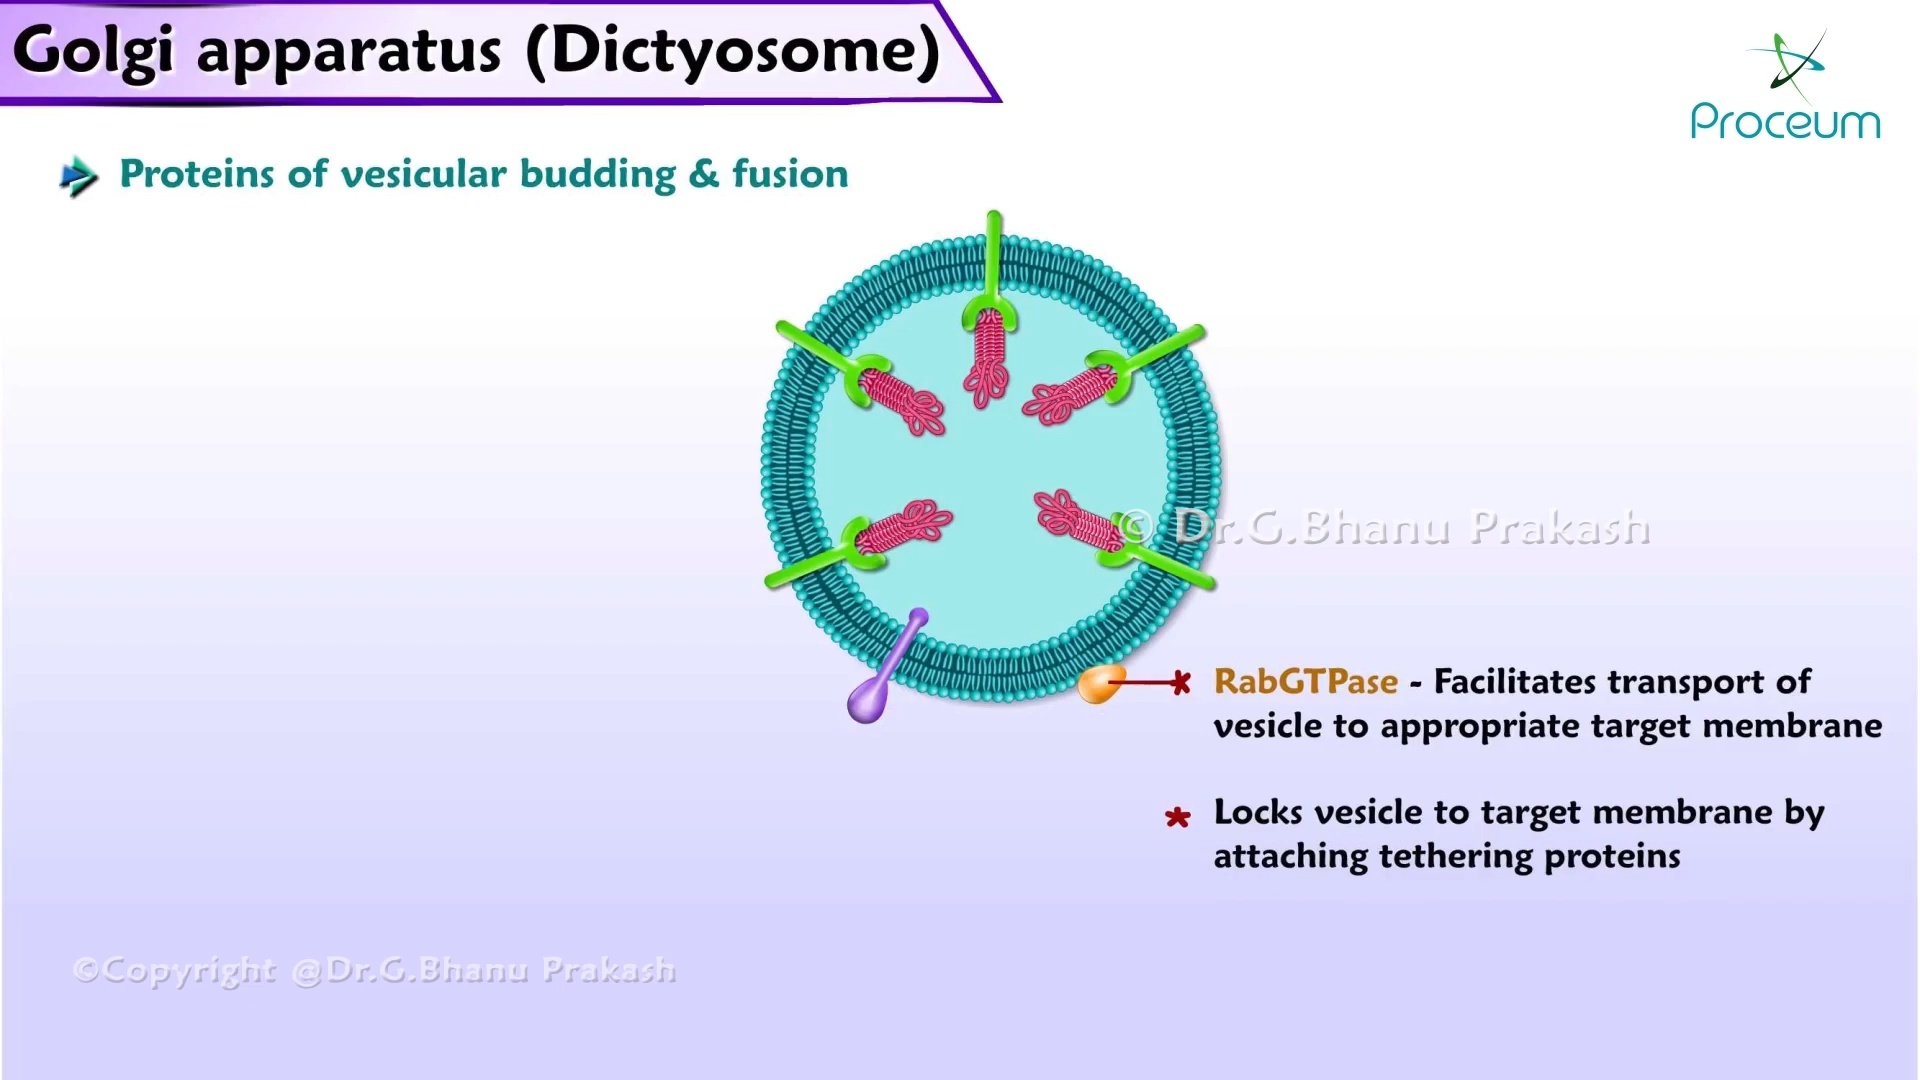 Golgi apparatus (Dictyosome)
Proceum
Proteins of vesicular budding & fusion
© Dr.G.Bhanu Prakash
* RabGTPase - Facilitates transport of
vesicle to appropriate target membrane
* Locks vesicle to target membrane by
attaching tethering proteins
©Copyright @Dr.G.Bhanu Prakash